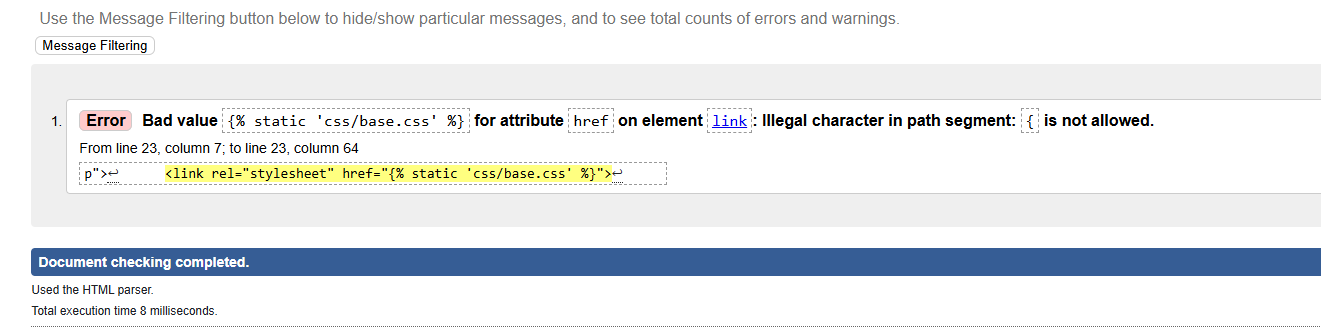 Use the Message Filtering button below to hide/show particular messages, and to see total counts of errors and warnings.
Message Filtering
1. Error Bad value {% static 'css/base.css' %} for attribute href on element link: Illegal character in path segment: { is not allowed.
From line 23, column 7; to line 23, column 64
p">↩ <link rel="stylesheet" href="{% static 'css/base.css' %}">↩
Document checking completed.
Used the HTML parser.
Total execution time 8 milliseconds.